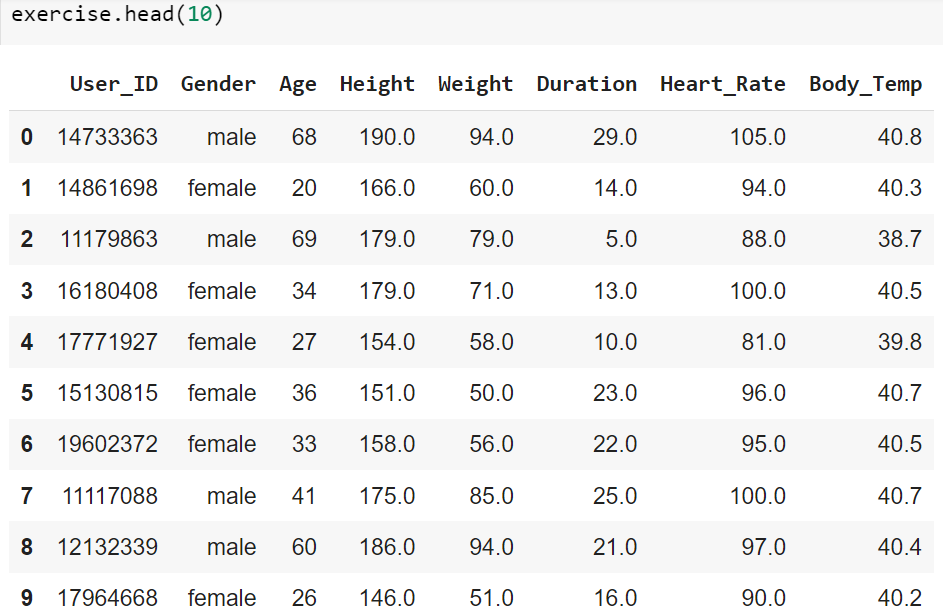 exercise.head(10)
User_ID Gender Age Height Weight Duration Heart_Rate Body_Temp
0 14733363 male 68 190.0 94.0 29.0 105.0 40.8
1 14861698 female 20 166.0 60.0 14.0 94.0 40.3
2 11179863 male 69 179.0 79.0 5.0 88.0 38.7
3 16180408 female 34 179.0 71.0 13.0 100.0 40.5
4 17771927 female 27 154.0 58.0 10.0 81.0 39.8
5 15130815 female 36 151.0 50.0 23.0 96.0 40.7
6 19602372 female 33 158.0 56.0 22.0 95.0 40.5
7 11117088 male 41 175.0 85.0 25.0 100.0 40.7
8 12132339 male 60 186.0 94.0 21.0 97.0 40.4
9 17964668 female 26 146.0 51.0 16.0 90.0 40.2